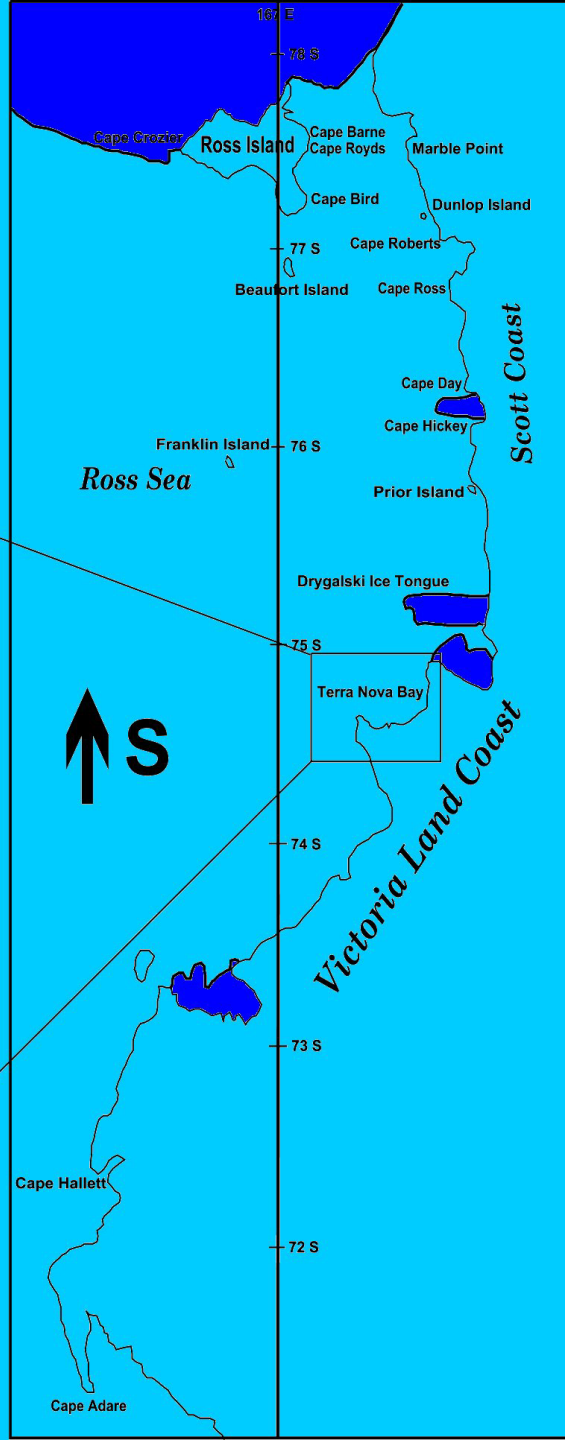 78 S
Cape Crozier
Ross Island
Cape Barne
Cape Royds
Marble Point
Cape Bird
Dunlop Island
Cape Roberts
77 S
Beaufort Island
Cape Ross
Scott Coast
Cape Day
Cape Hickey
Franklin Island
76 S
Ross Sea
Prior Island
Drygalski Ice Tongue
75 S
Terra Nova Bay
S
Victoria Land Coast
74 S
73 S
Cape Hallett
72 S
Cape Adare